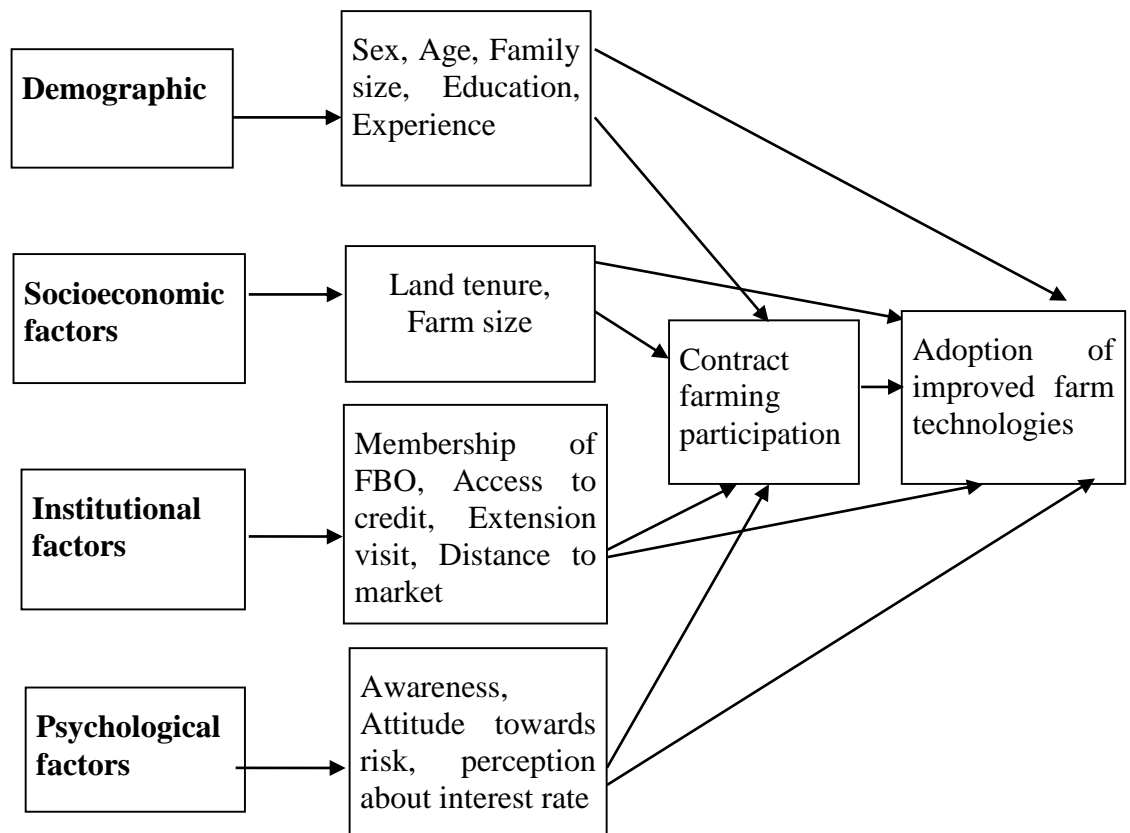 Demographic
Sex, Age, Family
size, Education,
Experience
Socioeconomic
factors
Land tenure,
Farm size
Contract
farming
participation
Adoption of
improved farm
technologies
Institutional
factors
Membership of
FBO, Access to
credit, Extension
visit, Distance to
market
Psychological
factors
Awareness,
Attitude towards
risk, perception
about interest rate